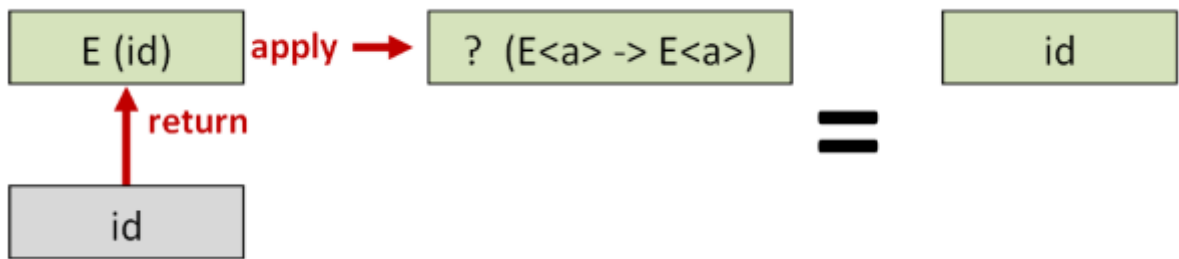 E (id) apply ? (E<a> -> E<a>) id
return
=
id